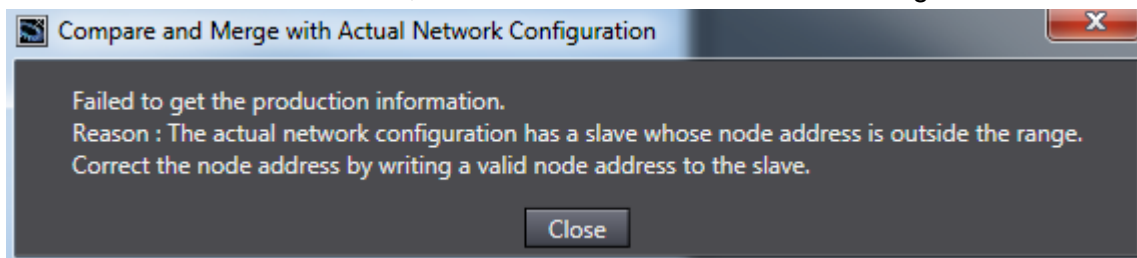 Compare and Merge with Actual Network Configuration
Failed to get the production information.
Reason : The actual network configuration has a slave whose node address is outside the range.
Correct the node address by writing a valid node address to the slave.
Close